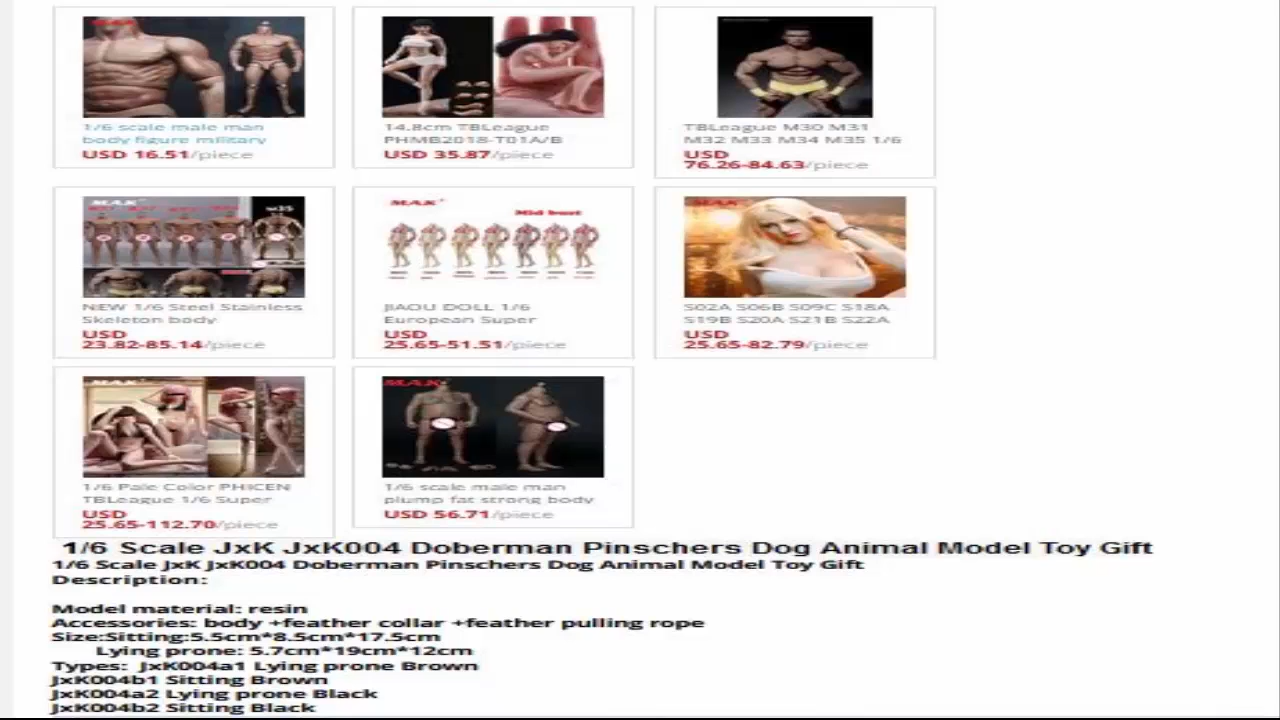 1/6 scale male man
body figure military
USD 16.51/piece
14.8cm TBLeague
PHMB2018-T01A/B
USD 35.87/piece
TBLeague M30 M31
M32 M33 M34 M35 1/6
USD
76.26-84.63/piece
MAX
M35
NEW 1/6 Steel Stainless
Skeleton body
USD
23.82-85.14/piece
MAX
Mid bust
JIAOU DOLL 1/6
European Super
USD
25.65-51.51/piece
S02A S06B S09C S18A
S19B S20A S21B S22A
USD
25.65-82.79/piece
MAX
1/6 Pale Color PHICEN
TBLeague 1/6 Super
USD
25.65-112.70/piece
MAX
1/6 scale male man
plump fat strong body
USD 56.71/piece
1/6 Scale JxK JxK004 Doberman Pinschers Dog Animal Model Toy Gift
1/6 Scale JxK JxK004 Doberman Pinschers Dog Animal Model Toy Gift
Description:
Model material: resin
Accessories: body +feather collar +feather pulling rope
Size:Sitting:5.5cm*8.5cm*17.5cm
Lying prone: 5.7cm*19cm*12cm
Types: JxK004a1 Lying prone Brown
JxK004b1 Sitting Brown
JxK004a2 Lying prone Black
JxK004b2 Sitting Black